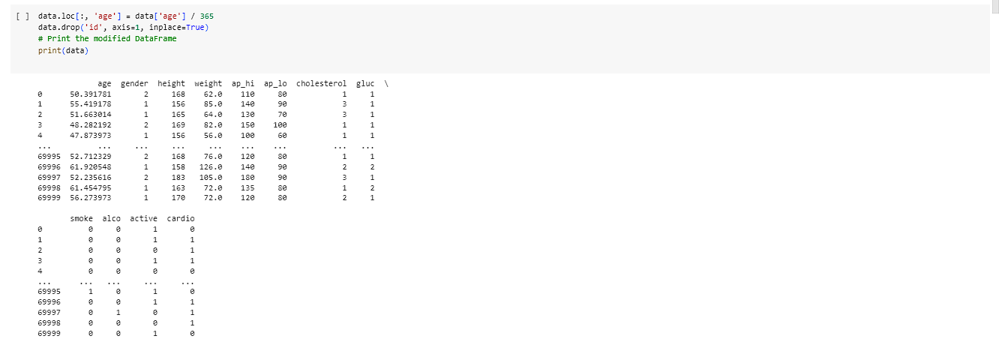 [ ] data.loc[:, 'age'] = data['age'] / 365
data.drop('id', axis=1, inplace=True)
# Print the modified DataFrame
print(data)
age gender height weight ap_hi ap_lo cholesterol gluc \
0 50.391781 2 168 62.0 110 80 1 1
1 55.419178 1 156 85.0 140 90 3 1
2 51.663014 1 165 64.0 130 70 3 1
3 48.282192 2 169 82.0 150 100 1 1
4 47.873973 1 156 56.0 100 60 1 1
... ... ... ... ... ... ... ... ...
69995 52.712329 2 168 76.0 120 80 1 1
69996 61.920548 1 158 126.0 140 90 2 2
69997 52.235616 2 183 105.0 180 90 3 1
69998 61.454795 1 163 72.0 135 80 1 2
69999 56.273973 1 170 72.0 120 80 2 1
smoke alco active cardio
0 0 0 1 0
1 0 0 1 1
2 0 0 0 1
3 0 0 1 1
4 0 0 0 0
... ... ... ... ...
69995 1 0 1 0
69996 0 0 1 1
69997 0 1 0 1
69998 0 0 0 1
69999 0 0 1 0